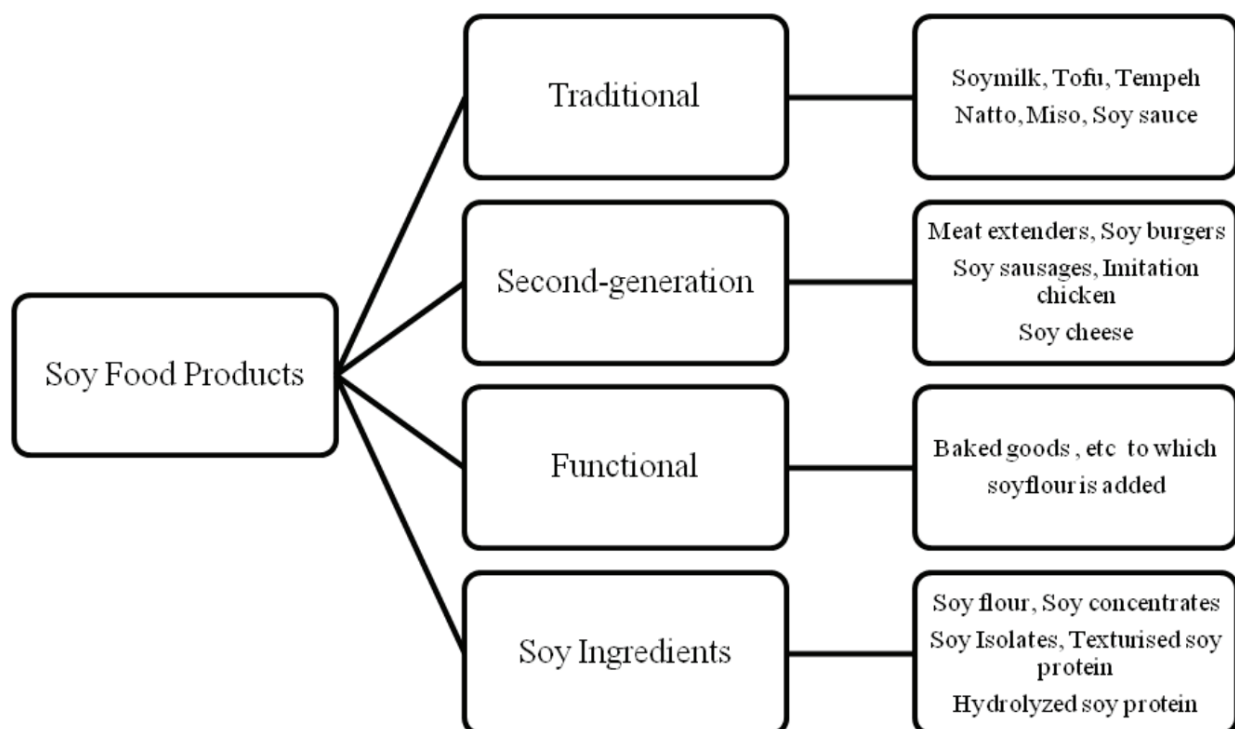 Soy Food Products
Traditional
Soymilk, Tofu, Tempeh
Natto, Miso, Soy sauce
Second-generation
Meat extenders, Soy burgers
Soy sausages, Imitation
chicken
Soy cheese
Functional
Baked goods , etc to which
soyflour is added
Soy Ingredients
Soy flour, Soy concentrates
Soy Isolates, Texturised soy
protein
Hydrolyzed soy protein